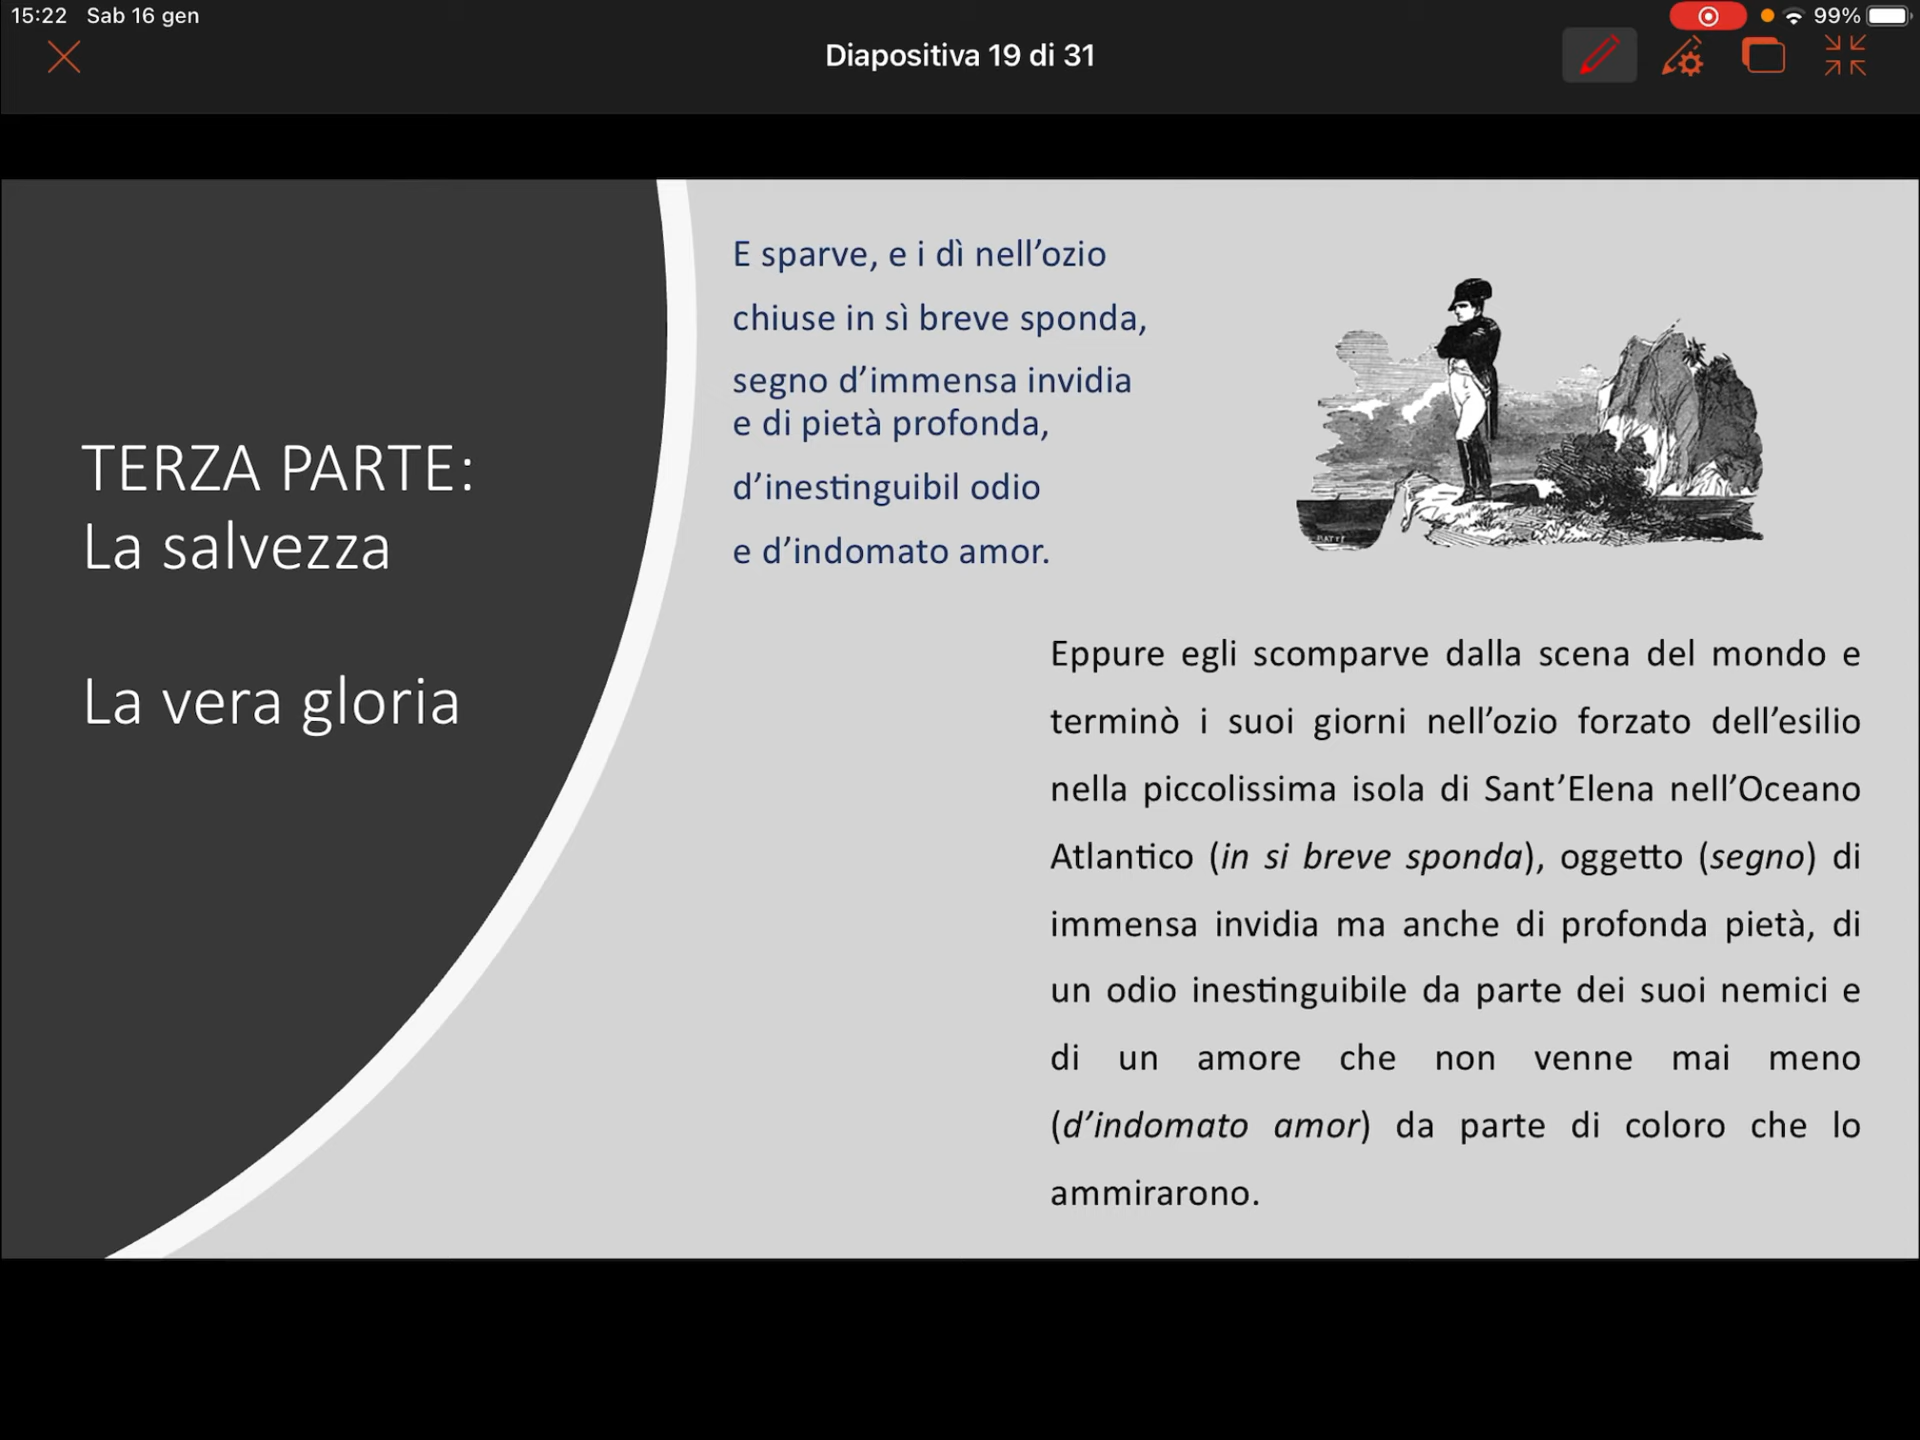 15:22 Sab 16 gen
99%
Diapositiva 19 di 31
TERZA PARTE:
La salvezza
La vera gloria
E sparve, e i dì nell’ozio
chiuse in sì breve sponda,
segno d’immensa invidia
e di pietà profonda,
d’inestinguibil odio
e d’indomato amor.
Eppure egli scomparve dalla scena del mondo e
terminò i suoi giorni nell’ozio forzato dell’esilio
nella piccolissima isola di Sant’Elena nell’Oceano
Atlantico (in si breve sponda), oggetto (segno) di
immensa invidia ma anche di profonda pietà, di
un odio inestinguibile da parte dei suoi nemici e
di un amore che non venne mai meno
(d’indomato amor) da parte di coloro che lo
ammirarono.